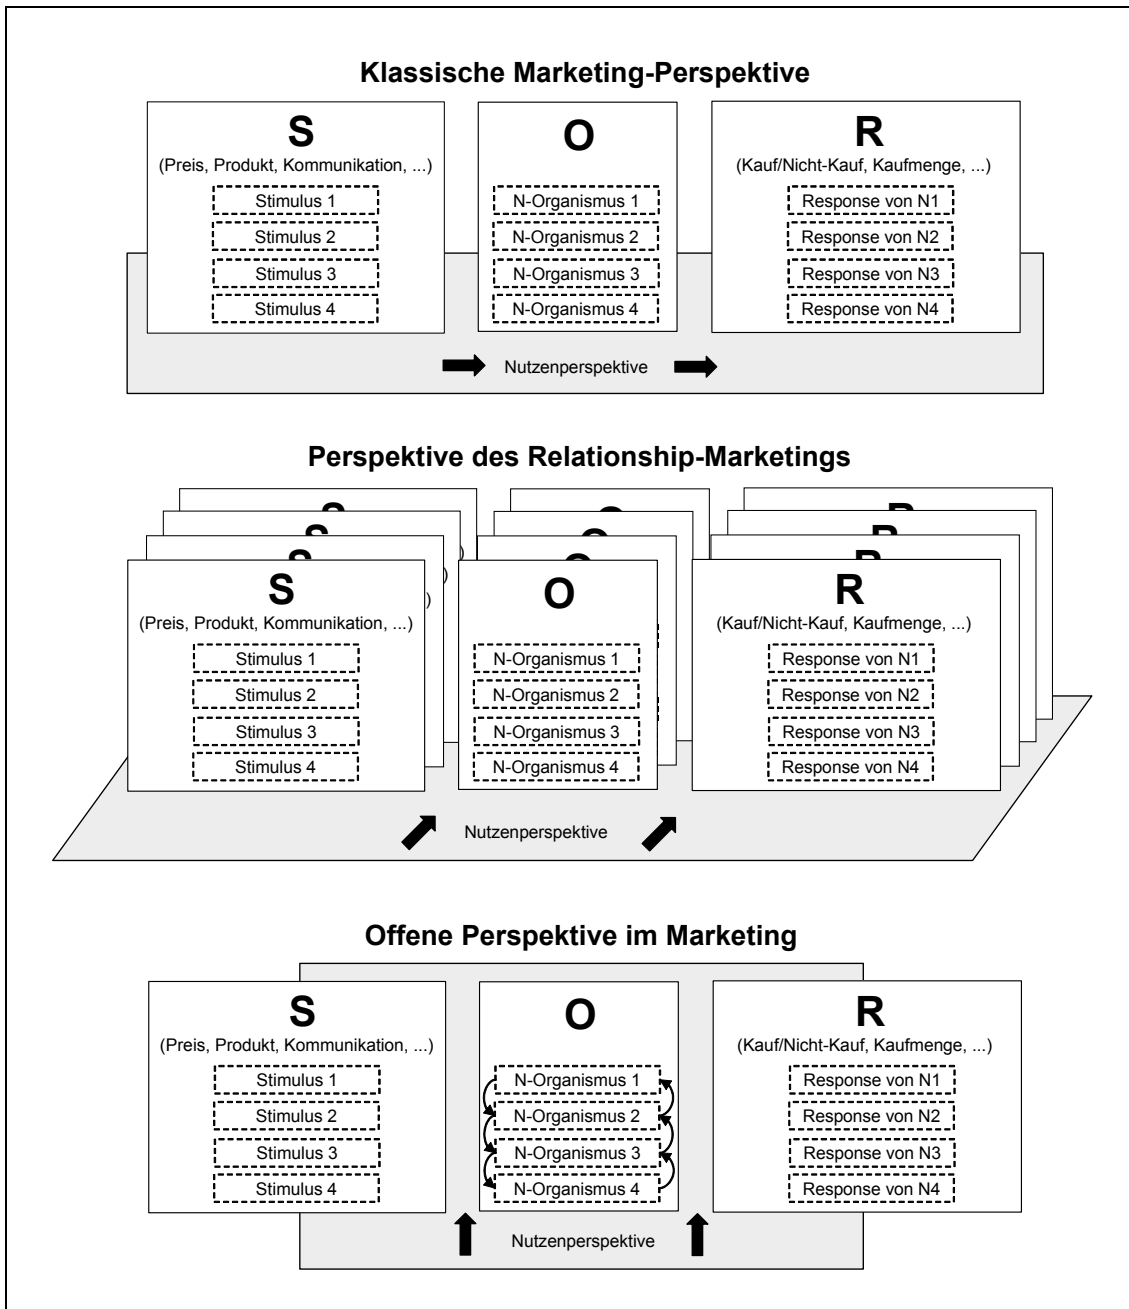 Klassische Marketing-Perspektive
S
O
R
(Preis, Produkt, Kommunikation, ...)
(Kauf/Nicht-Kauf, Kaufmenge, ...)
Stimulus 1
N-Organismus 1
Response von N1
Stimulus 2
N-Organismus 2
Response von N2
Stimulus 3
N-Organismus 3
Response von N3
Stimulus 4
N-Organismus 4
Response von N4
Nutzenperspektive
Perspektive des Relationship-Marketings
S
O
R
S
O
R
S
O
R
S
O
R
(Preis, Produkt, Kommunikation, ...)
(Kauf/Nicht-Kauf, Kaufmenge, ...)
Stimulus 1
N-Organismus 1
Response von N1
Stimulus 2
N-Organismus 2
Response von N2
Stimulus 3
N-Organismus 3
Response von N3
Stimulus 4
N-Organismus 4
Response von N4
Nutzenperspektive
Offene Perspektive im Marketing
S
O
R
(Preis, Produkt, Kommunikation, ...)
(Kauf/Nicht-Kauf, Kaufmenge, ...)
Stimulus 1
N-Organismus 1
Response von N1
Stimulus 2
N-Organismus 2
Response von N2
Stimulus 3
N-Organismus 3
Response von N3
Stimulus 4
N-Organismus 4
Response von N4
Nutzenperspektive